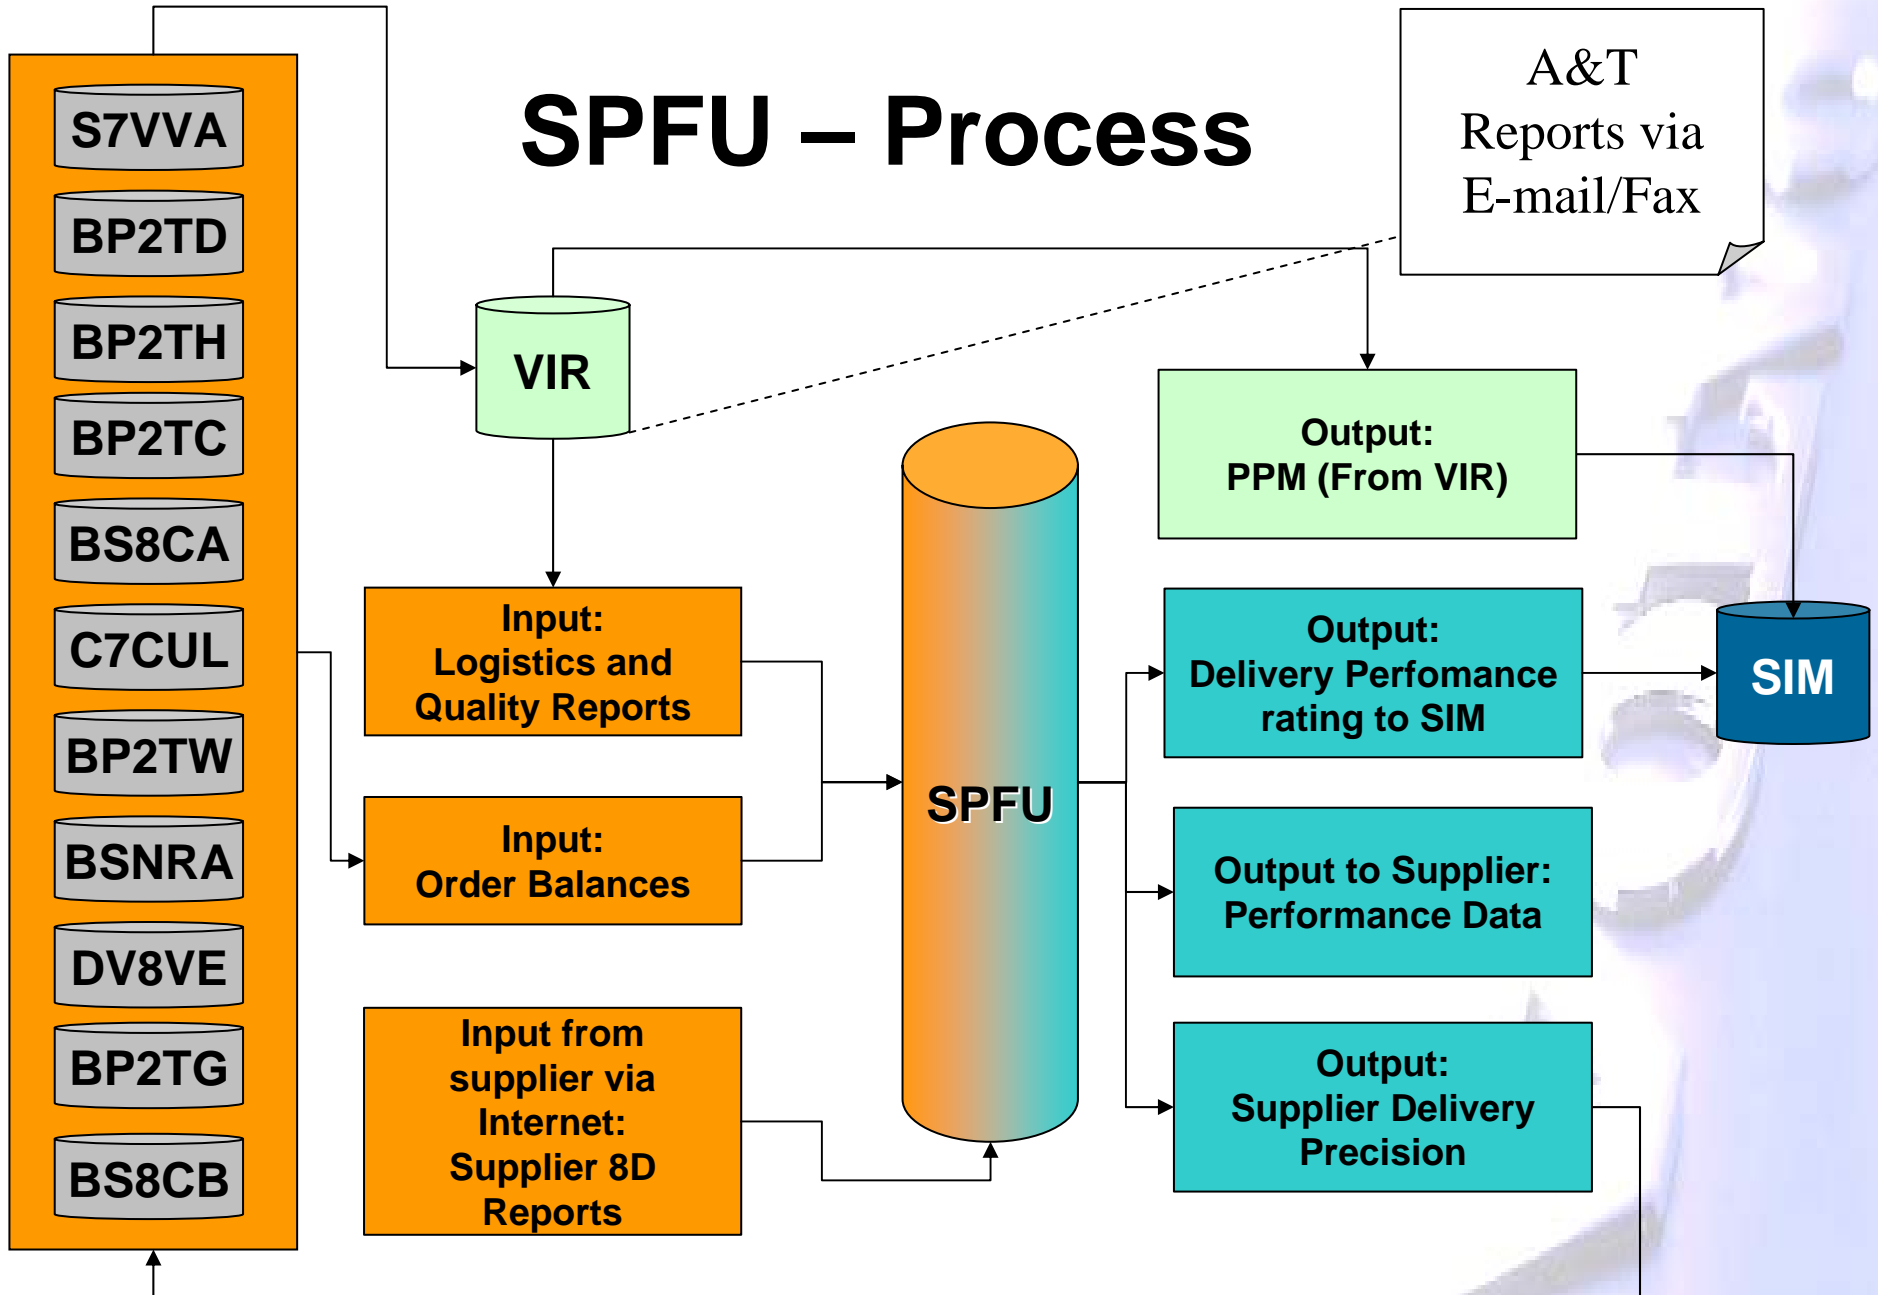 SPFU – Process
A&T
Reports via
E-mail/Fax
S7VVA
BP2TD
BP2TH
BP2TC
BS8CA
C7CUL
BP2TW
BSNRA
DV8VE
BP2TG
BS8CB
VIR
Input:
Logistics and
Quality Reports
Input:
Order Balances
Input from
supplier via
Internet:
Supplier 8D
Reports
SPFU
Output:
PPM (From VIR)
Output:
Delivery Perfomance
rating to SIM
Output to Supplier:
Performance Data
Output:
Supplier Delivery
Precision
SIM